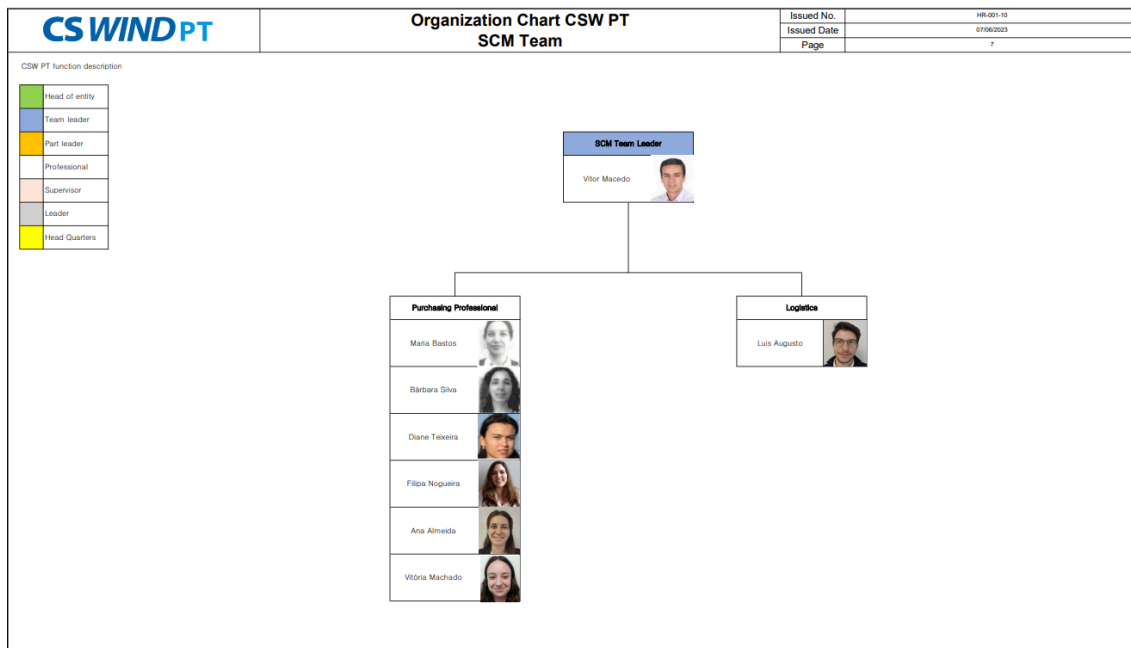 CS WIND PT
Organization Chart CSW PT
SCM Team
Issued No. HR-001-10
Issued Date 07/06/2023
Page 7
CSW PT function description
Head of entity
Team leader
Part leader
Professional
Supervisor
Leader
Head Quarters
SCM Team Leader
Vítor Macedo
Purchasing Professional
Maria Bastos
Bárbara Silva
Diane Teixeira
Filipa Nogueira
Ana Almeida
Vitória Machado
Logistics
Luis Augusto